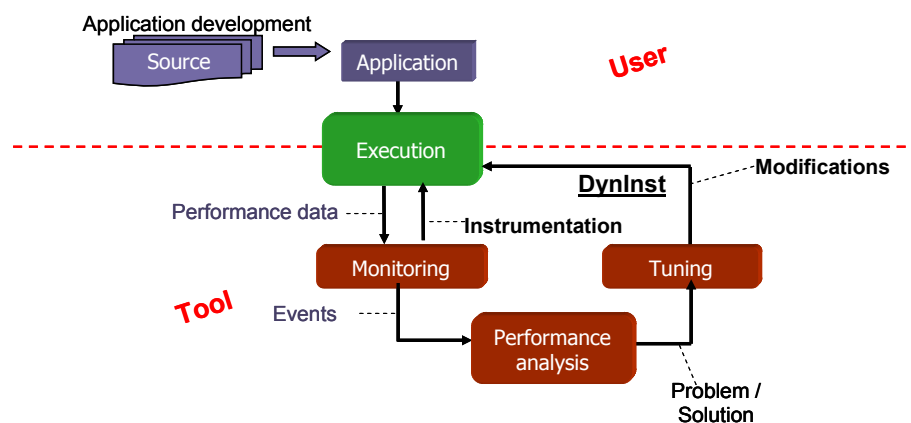 Application development
Source
Application
User
Execution
Modifications
DynInst
Performance data
Instrumentation
Monitoring
Tuning
Tool
Events
Performance
analysis
Problem /
Solution